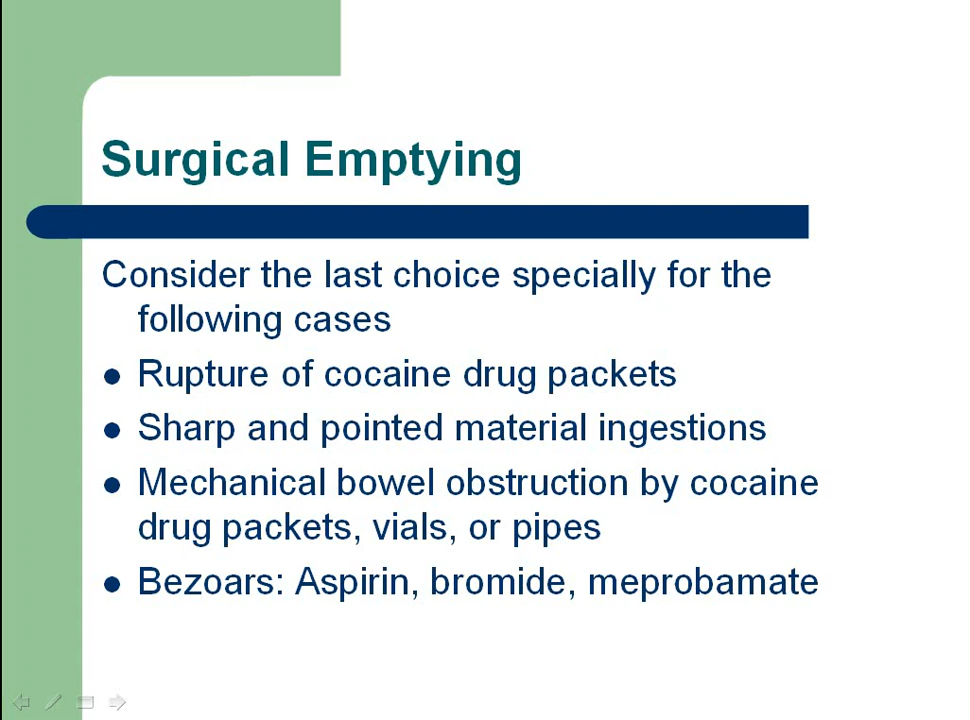 Surgical Emptying
Consider the last choice specially for the
following cases
● Rupture of cocaine drug packets
● Sharp and pointed material ingestions
● Mechanical bowel obstruction by cocaine
drug packets, vials, or pipes
● Bezoars: Aspirin, bromide, meprobamate